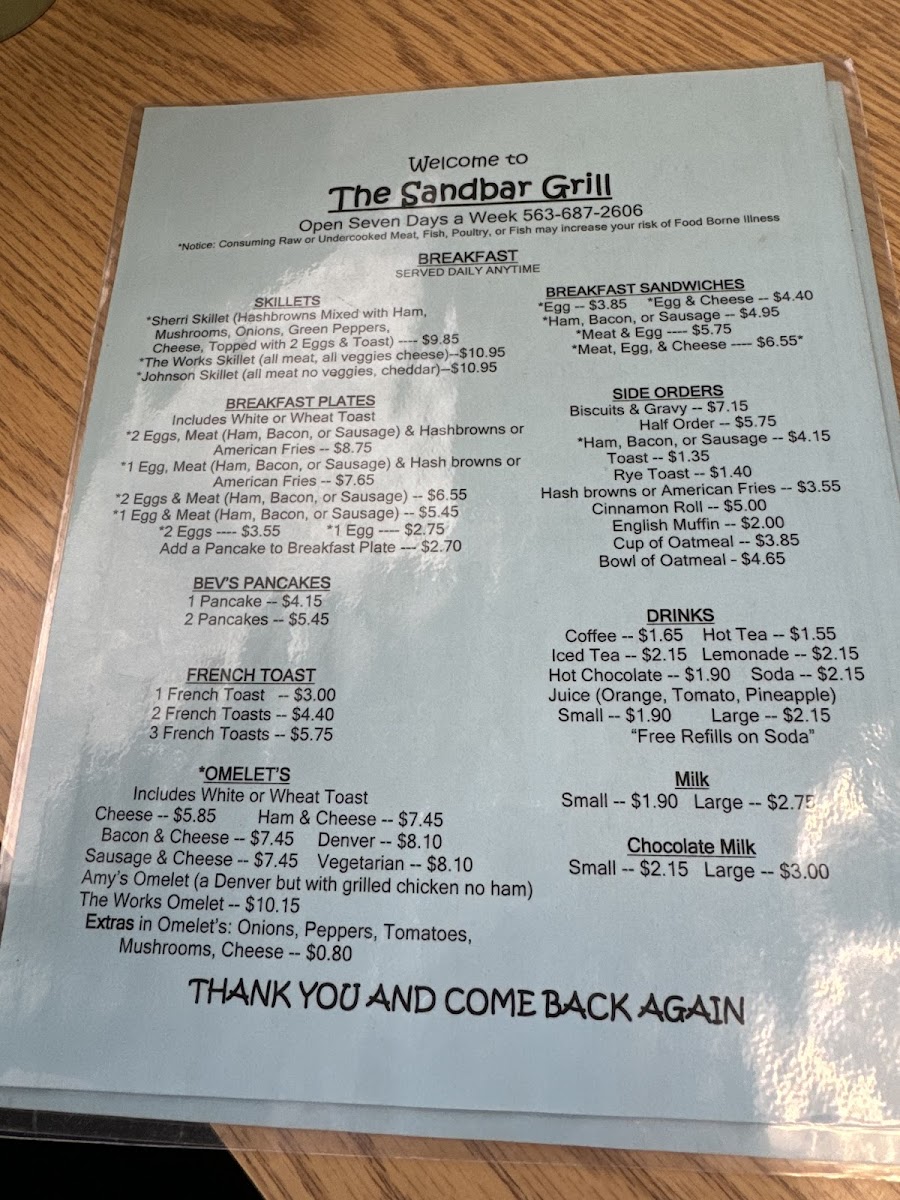 Welcome to
The Sandbar Grill
Open Seven Days a Week 563-687-2606
*Notice: Consuming Raw or Undercooked Meat, Fish, Poultry, or Fish may increase your risk of Food Borne Illness
BREAKFAST
SERVED DAILY ANYTIME
SKILLETS
*Sherri Skillet (Hashbrowns Mixed with Ham,
Mushrooms, Onions, Green Peppers,
Cheese, Topped with 2 Eggs & Toast) ---- $9.85
*The Works Skillet (all meat, all veggies cheese)--$10.95
*Johnson Skillet (all meat no veggies, cheddar)--$10.95
BREAKFAST PLATES
Includes White or Wheat Toast
*2 Eggs, Meat (Ham, Bacon, or Sausage) & Hashbrowns or
American Fries -- $8.75
*1 Egg, Meat (Ham, Bacon, or Sausage) & Hash browns or
American Fries -- $7.65
*2 Eggs & Meat (Ham, Bacon, or Sausage) -- $6.55
*1 Egg & Meat (Ham, Bacon, or Sausage) -- $5.45
*2 Eggs ---- $3.55 *1 Egg ---- $2.75
Add a Pancake to Breakfast Plate --- $2.70
BEV'S PANCAKES
1 Pancake -- $4.15
2 Pancakes -- $5.45
FRENCH TOAST
1 French Toast -- $3.00
2 French Toasts -- $4.40
3 French Toasts -- $5.75
*OMELET'S
Includes White or Wheat Toast
Cheese -- $5.85 Ham & Cheese -- $7.45
Bacon & Cheese -- $7.45 Denver -- $8.10
Sausage & Cheese -- $7.45 Vegetarian -- $8.10
Amy's Omelet (a Denver but with grilled chicken no ham)
The Works Omelet -- $10.15
Extras in Omelet's: Onions, Peppers, Tomatoes,
Mushrooms, Cheese -- $0.80
BREAKFAST SANDWICHES
*Egg -- $3.85 *Egg & Cheese -- $4.40
*Ham, Bacon, or Sausage -- $4.95
*Meat & Egg ---- $5.75
*Meat, Egg, & Cheese ---- $6.55*
SIDE ORDERS
Biscuits & Gravy -- $7.15
Half Order -- $5.75
*Ham, Bacon, or Sausage -- $4.15
Toast -- $1.35
Rye Toast -- $1.40
Hash browns or American Fries -- $3.55
Cinnamon Roll -- $5.00
English Muffin -- $2.00
Cup of Oatmeal -- $3.85
Bowl of Oatmeal - $4.65
DRINKS
Coffee -- $1.65 Hot Tea -- $1.55
Iced Tea -- $2.15 Lemonade -- $2.15
Hot Chocolate -- $1.90 Soda -- $2.15
Juice (Orange, Tomato, Pineapple)
Small -- $1.90 Large -- $2.15
"Free Refills on Soda"
Milk
Small -- $1.90 Large -- $2.75
Chocolate Milk
Small -- $2.15 Large -- $3.00
THANK YOU AND COME BACK AGAIN